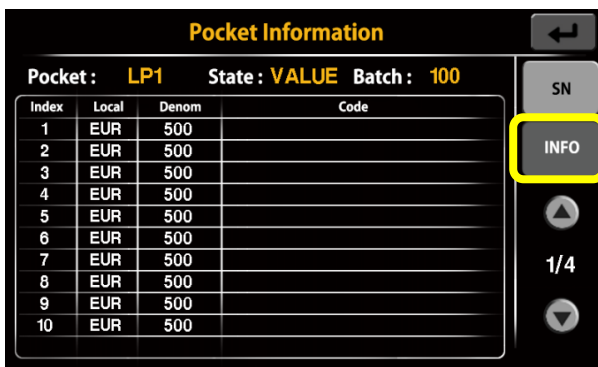 Pocket Information
Pocket : LP1 State : VALUE Batch : 100
SN
Index Local Denom Code
1 EUR 500
2 EUR 500
INFO
3 EUR 500
4 EUR 500
5 EUR 500
6 EUR 500
7 EUR 500
1/4
8 EUR 500
9 EUR 500
10 EUR 500